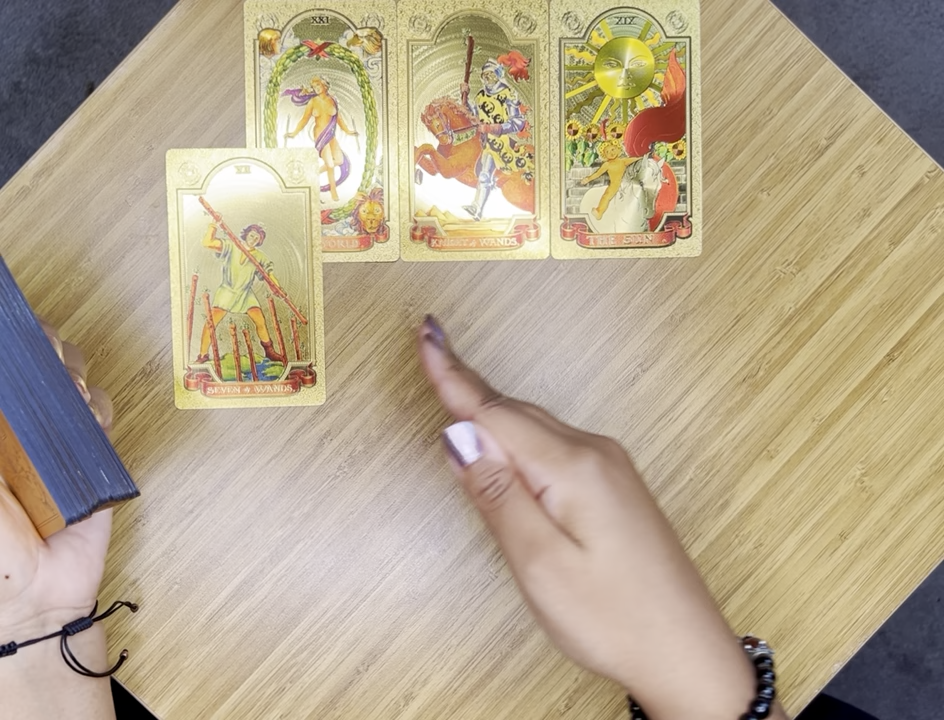 XXI
XIX
WORLD
KNIGHT of WANDS
THE SUN
SEVEN of WANDS